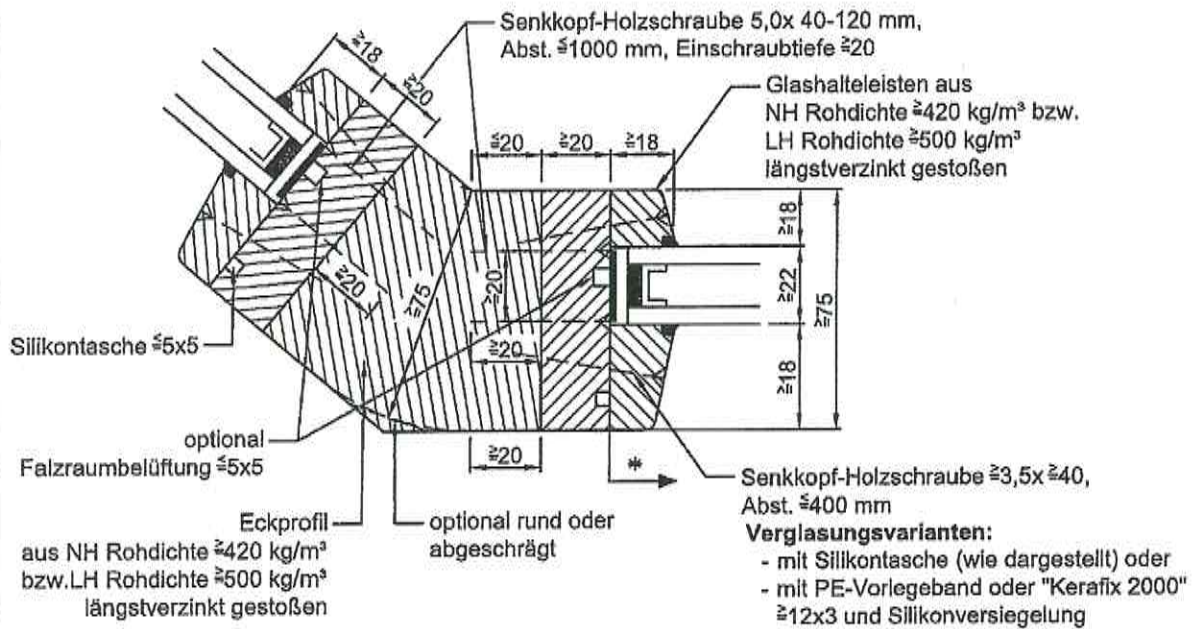 Senkkopf-Holzschraube 5,0x 40-120 mm,
Abst. ≦1000 mm, Einschraubtiefe ≧20
≧18
≧20
Glashalteleisten aus
NH Rohdichte ≧420 kg/m³ bzw.
LH Rohdichte ≧500 kg/m³
längstverzinkt gestoßen
≦20
≧20
≧18
≧18
≧20
≧75
≧20
≧22
≧75
Silikontasche ≦5x5
≧20
≧18
optional
Falzraumbelüftung ≦5x5
≧20
*
Eckprofil
aus NH Rohdichte ≧420 kg/m³
bzw.LH Rohdichte ≧500 kg/m³
längstverzinkt gestoßen
optional rund oder
abgeschrägt
Senkkopf-Holzschraube ≧3,5x ≧40,
Abst. ≦400 mm
Verglasungsvarianten:
- mit Silikontasche (wie dargestellt) oder
- mit PE-Vorlegeband oder "Kerafix 2000"
≧12x3 und Silikonversiegelung